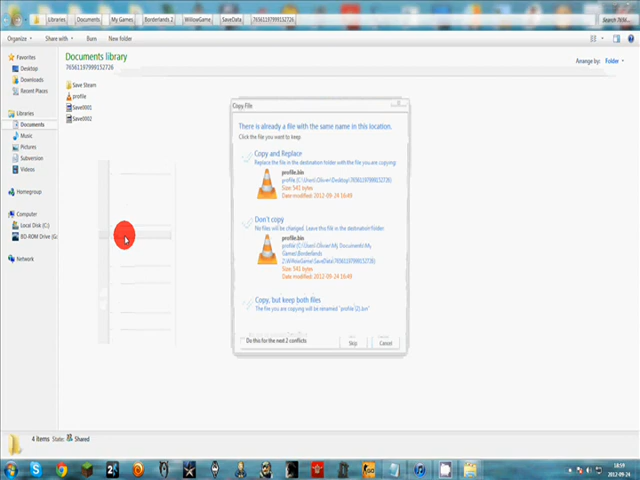 Libraries Documents My Games Borderlands 2 WillowGame SaveData 76561197999152726
Organize Share with Burn New folder
Favorites
Desktop
Downloads
Recent Places
Libraries
Documents
Music
Pictures
Subversion
Videos
Homegroup
Computer
Local Disk (C:)
BD-ROM Drive (G:
Network
Documents library
76561197999152726
Arrange by: Folder
Save Steam
profile
Save0001
Save0002
Copy File
There is already a file with the same name in this location.
Click the file you want to keep
Copy and Replace
Replace the file in the destination folder with the file you are copying:
profile.bin
Size: 541 bytes
Date modified: 2012-09-24 16:49
Don't copy
No files will be changed. Leave this file in the destination folder:
profile.bin
Size: 541 bytes
Date modified: 2012-09-24 16:49
Copy, but keep both files
The file you are copying will be renamed "profile (2).bin"
Do this for the next 2 conflicts
Skip Cancel
4 items State: Shared
18:59
2012-09-24